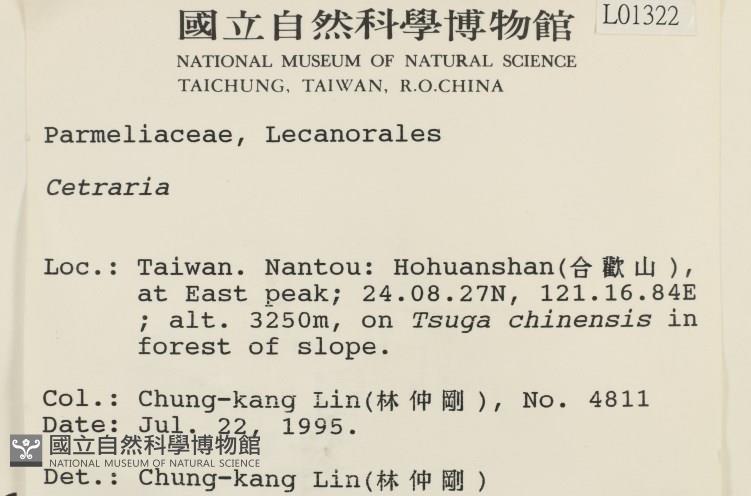 國立自然科學博物館
L01322
NATIONAL MUSEUM OF NATURAL SCIENCE
TAICHUNG, TAIWAN, R.O.CHINA
Parmeliaceae, Lecanorales
Cetraria
Loc.: Taiwan. Nantou: Hohuanshan(合歡山),
at East peak; 24.08.27N, 121.16.84E
; alt. 3250m, on Tsuga chinensis in
forest of slope.
Col.: Chung-kang Lin(林仲剛), No. 4811
Date: Jul. 22, 1995.
國立自然科學博物館
NATIONAL MUSEUM OF NATURAL SCIENCE
Det.: Chung-kang Lin(林仲剛)